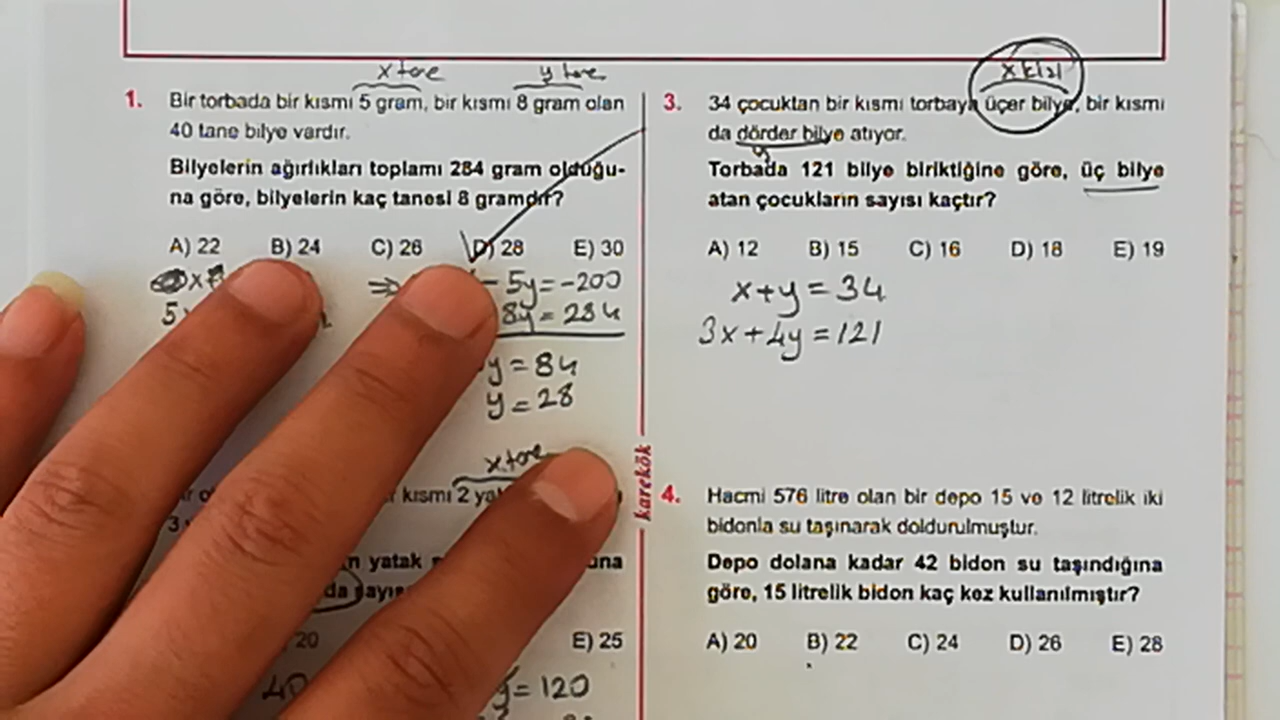 x tane y tane
1. Bir torbada bir kısmı 5 gram, bir kısmı 8 gram olan
40 tane bilye vardır.
Bilyelerin ağırlıkları toplamı 284 gram olduğu-
na göre, bilyelerin kaç tanesi 8 gramdır?
A) 22 B) 24 C) 26 D) 28 E) 30
- 5y = -200
8y = 284
y = 84
y = 28
x tane
kısmı 2
3
yatak
da
20 E) 25
40
y = 120
karekök
x kişi
3. 34 çocuktan bir kısmı torbaya üçer bilye, bir kısmı
da dörder bilye atıyor.
y
Torbada 121 bilye biriktiğine göre, üç bilye
atan çocukların sayısı kaçtır?
A) 12 B) 15 C) 16 D) 18 E) 19
x + y = 34
3x + 4y = 121
4. Hacmi 576 litre olan bir depo 15 ve 12 litrelik iki
bidonla su taşınarak doldurulmuştur.
Depo dolana kadar 42 bidon su taşındığına
göre, 15 litrelik bidon kaç kez kullanılmıştır?
A) 20 B) 22 C) 24 D) 26 E) 28